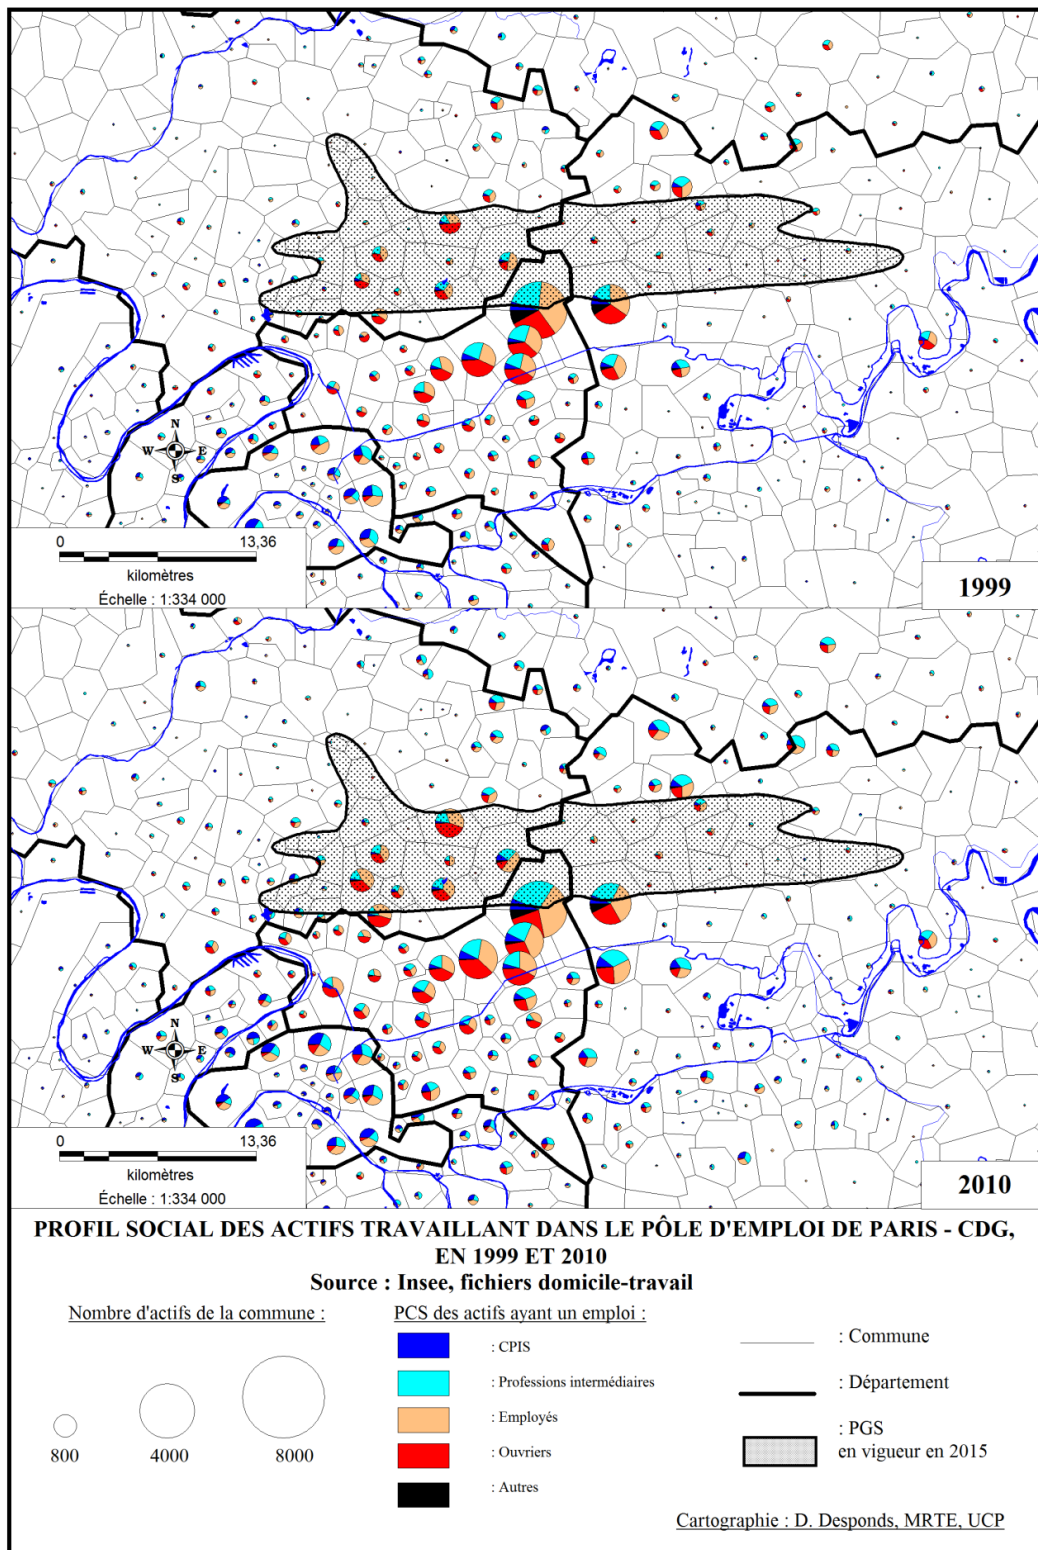 N
W E
S
0 13,36
kilomètres
Échelle : 1:334 000
1999
N
W E
S
0 13,36
kilomètres
Échelle : 1:334 000
2010
PROFIL SOCIAL DES ACTIFS TRAVAILLANT DANS LE PÔLE D'EMPLOI DE PARIS - CDG,
EN 1999 ET 2010
Source : Insee, fichiers domicile-travail
Nombre d'actifs de la commune :
800 4000 8000
PCS des actifs ayant un emploi :
: CPIS
: Professions intermédiaires
: Employés
: Ouvriers
: Autres
: Commune
: Département
: PGS
en vigueur en 2015
Cartographie : D. Desponds, MRTE, UCP